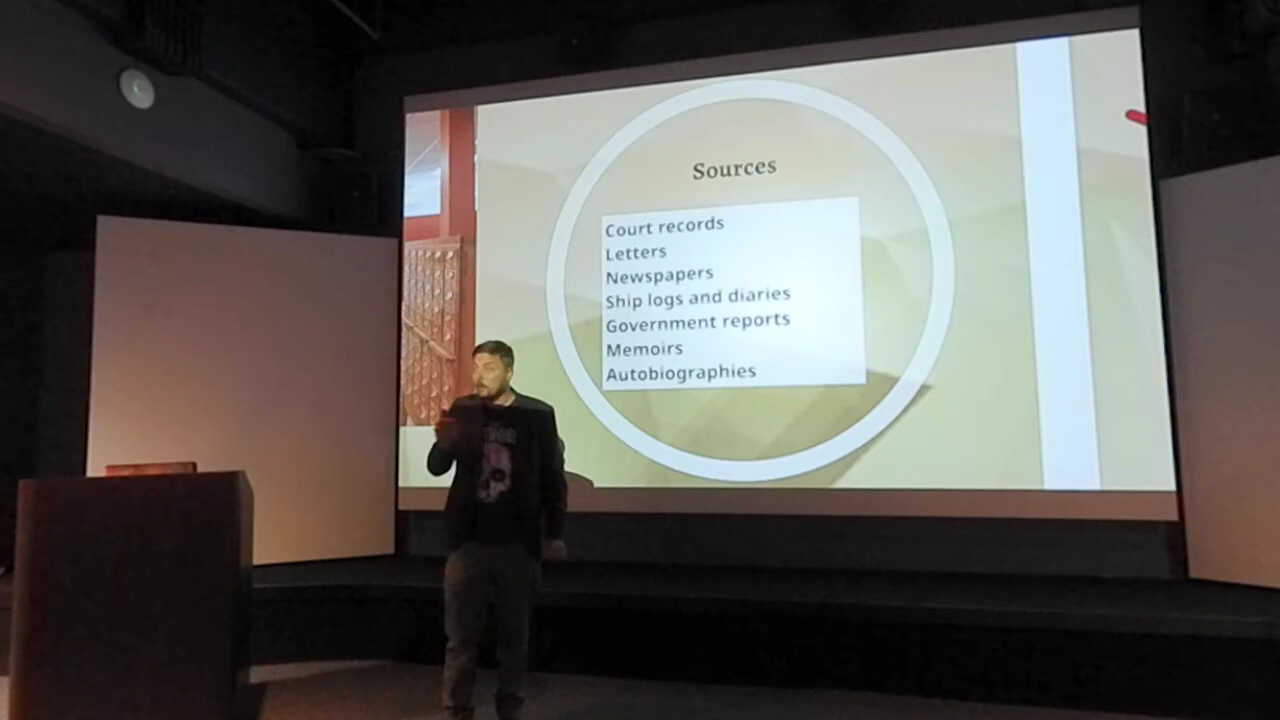 Sources
Court records
Letters
Newspapers
Ship logs and diaries
Government reports
Memoirs
Autobiographies